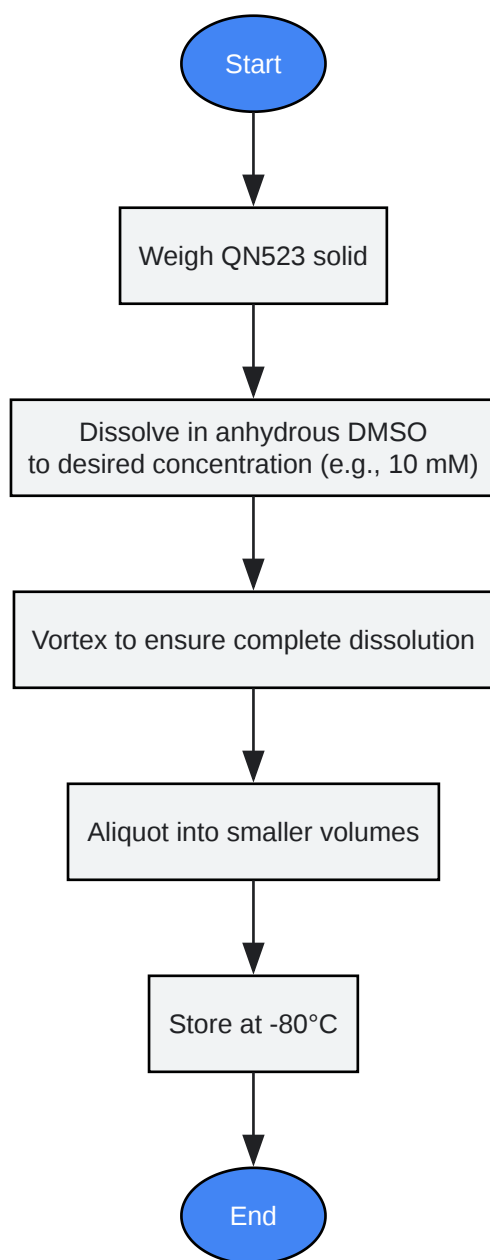 Start
Weigh QN523 solid
Dissolve in anhydrous DMSO
to desired concentration (e.g., 10 mM)
Vortex to ensure complete dissolution
Aliquot into smaller volumes
Store at -80°C
End